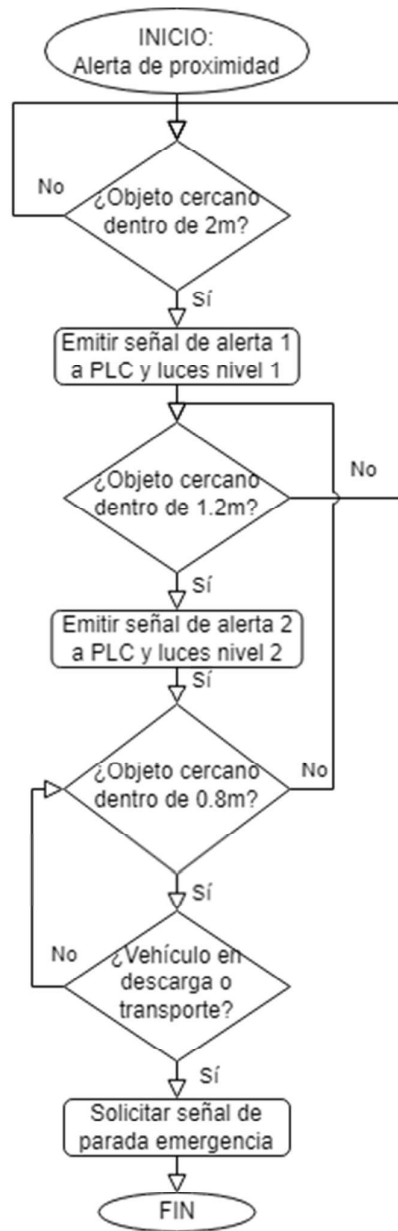 INICIO:
Alerta de proximidad
No
¿Objeto cercano
dentro de 2m?
Sí
Emitir señal de alerta 1
a PLC y luces nivel 1
¿Objeto cercano
dentro de 1.2m?
No
Sí
Emitir señal de alerta 2
a PLC y luces nivel 2
Sí
¿Objeto cercano
dentro de 0.8m?
No
Sí
No
¿Vehículo en
descarga o
transporte?
Sí
Solicitar señal de
parada emergencia
FIN